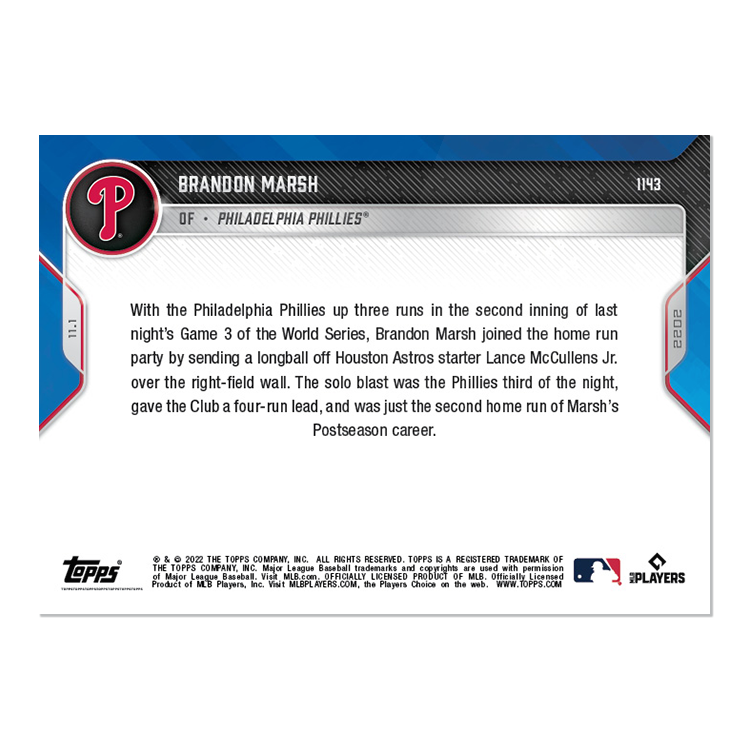 P
BRANDON MARSH
1143
OF • PHILADELPHIA PHILLIES®
11.1
2022
With the Philadelphia Phillies up three runs in the second inning of last
night's Game 3 of the World Series, Brandon Marsh joined the home run
party by sending a longball off Houston Astros starter Lance McCullens Jr.
over the right-field wall. The solo blast was the Phillies third of the night,
gave the Club a four-run lead, and was just the second home run of Marsh's
Postseason career.
Topps®
® & © 2022 THE TOPPS COMPANY, INC. ALL RIGHTS RESERVED. TOPPS IS A REGISTERED TRADEMARK OF
THE TOPPS COMPANY, INC. Major League Baseball trademarks and copyrights are used with permission
of Major League Baseball. Visit MLB.com. OFFICIALLY LICENSED PRODUCT OF MLB. Officially Licensed
Product of MLB Players, Inc. Visit MLBPLAYERS.COM, the Players Choice on the web. WWW.TOPPS.COM
MLB PLAYERS